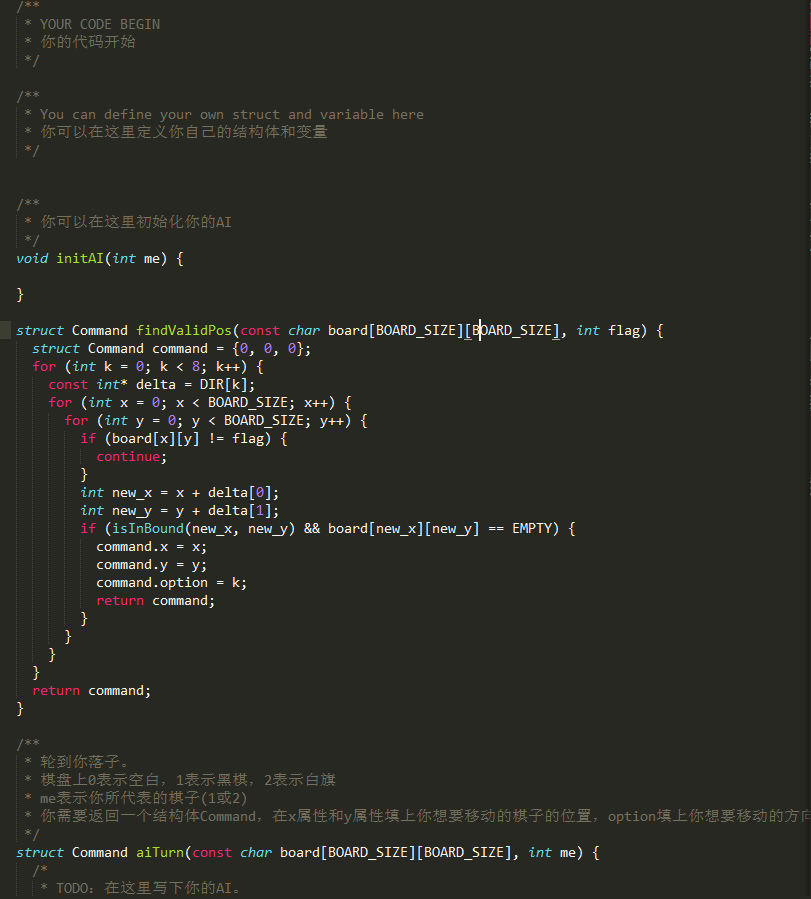 /**
 * YOUR CODE BEGIN
 * 你的代码开始
 */
/**
 * You can define your own struct and variable here
 * 你可以在这里定义你自己的结构体和变量
 */
/**
 * 你可以在这里初始化你的AI
 */
void initAI(int me) {
}
struct Command findValidPos(const char board[BOARD_SIZE][BOARD_SIZE], int flag) {
  struct Command command = {0, 0, 0};
  for (int k = 0; k < 8; k++) {
    const int* delta = DIR[k];
    for (int x = 0; x < BOARD_SIZE; x++) {
      for (int y = 0; y < BOARD_SIZE; y++) {
        if (board[x][y] != flag) {
          continue;
        }
        int new_x = x + delta[0];
        int new_y = y + delta[1];
        if (isInBound(new_x, new_y) && board[new_x][new_y] == EMPTY) {
          command.x = x;
          command.y = y;
          command.option = k;
          return command;
        }
      }
    }
  }
  return command;
}
/**
 * 轮到你落子。
 * 棋盘上0表示空白，1表示黑棋，2表示白旗
 * me表示你所代表的棋子(1或2)
 * 你需要返回一个结构体Command，在x属性和y属性填上你想要移动的棋子的位置，option填上你想要移动的方向
 */
struct Command aiTurn(const char board[BOARD_SIZE][BOARD_SIZE], int me) {
  /*
   * TODO：在这里写下你的AI。